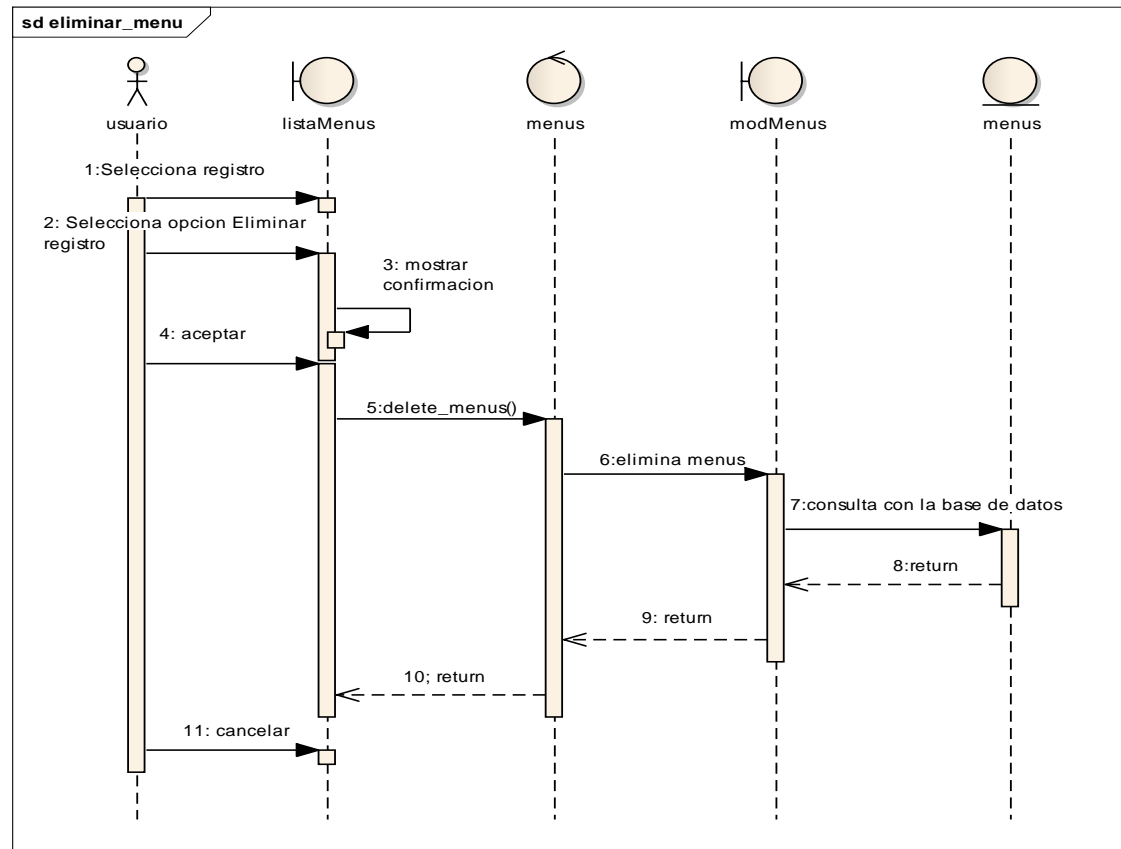 sd eliminar_menu
usuario
listaMenus
menus
modMenus
menus
1:Selecciona registro
2: Selecciona opcion Eliminar
registro
3: mostrar
confirmacion
4: aceptar
5:delete_menus()
6:elimina menus
7:consulta con la base de datos
8:return
9: return
10; return
11: cancelar